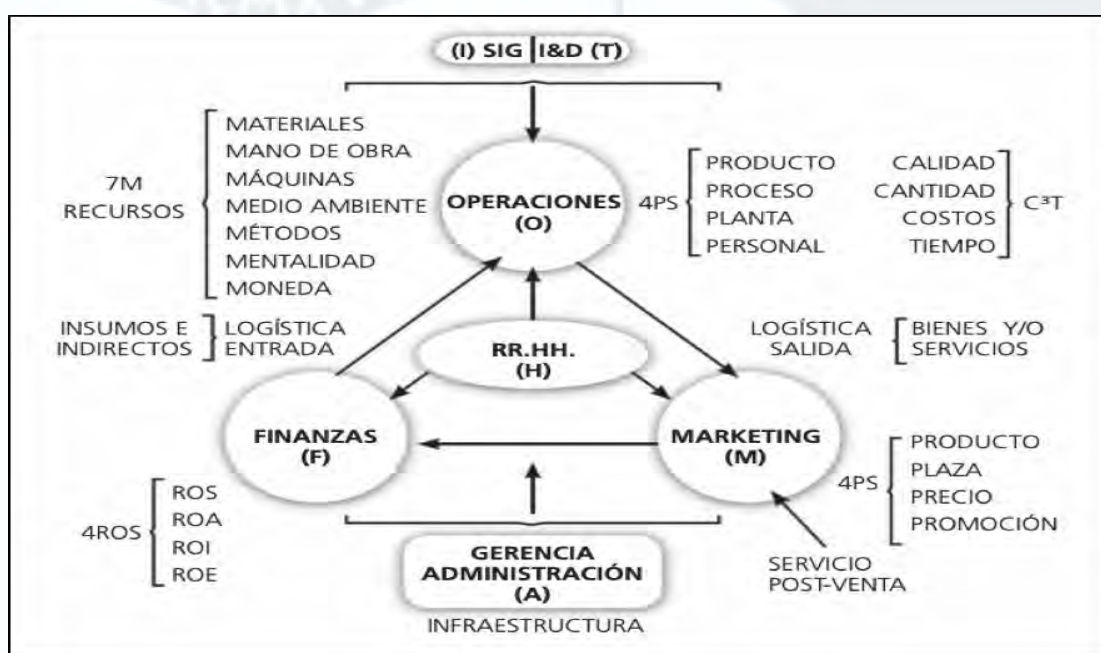 (I) SIG | I&D (T)
7M
RECURSOS
MATERIALES
MANO DE OBRA
MÁQUINAS
MEDIO AMBIENTE
MÉTODOS
MENTALIDAD
MONEDA
OPERACIONES
(O)
4PS
PRODUCTO
PROCESO
PLANTA
PERSONAL
CALIDAD
CANTIDAD
COSTOS
TIEMPO
C³T
INSUMOS E
INDIRECTOS
LOGÍSTICA
ENTRADA
RR.HH.
(H)
LOGÍSTICA
SALIDA
BIENES Y/O
SERVICIOS
FINANZAS
(F)
MARKETING
(M)
4PS
PRODUCTO
PLAZA
PRECIO
PROMOCIÓN
4ROS
ROS
ROA
ROI
ROE
GERENCIA
ADMINISTRACIÓN
(A)
INFRAESTRUCTURA
SERVICIO
POST-VENTA